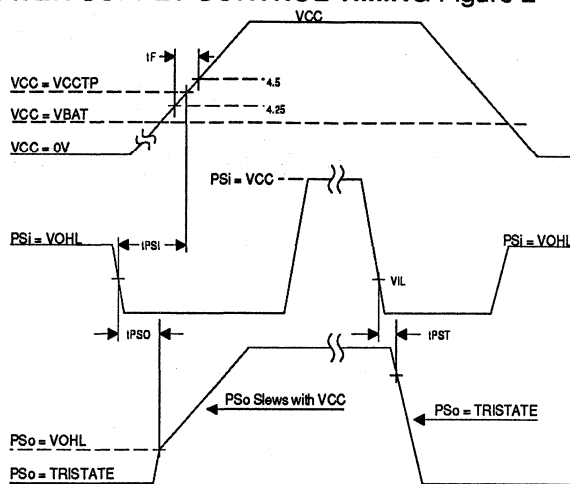 VCC
tF
VCC = VCCTP
4.5
VCC = VBAT
4.25
VCC = 0V
PSi = VCC
PSi = VOHL
tPSI
PSi = VOHL
VIL
tPSO
tPST
PSo Slews with VCC
PSo = TRISTATE
PSo = VOHL
PSo = TRISTATE